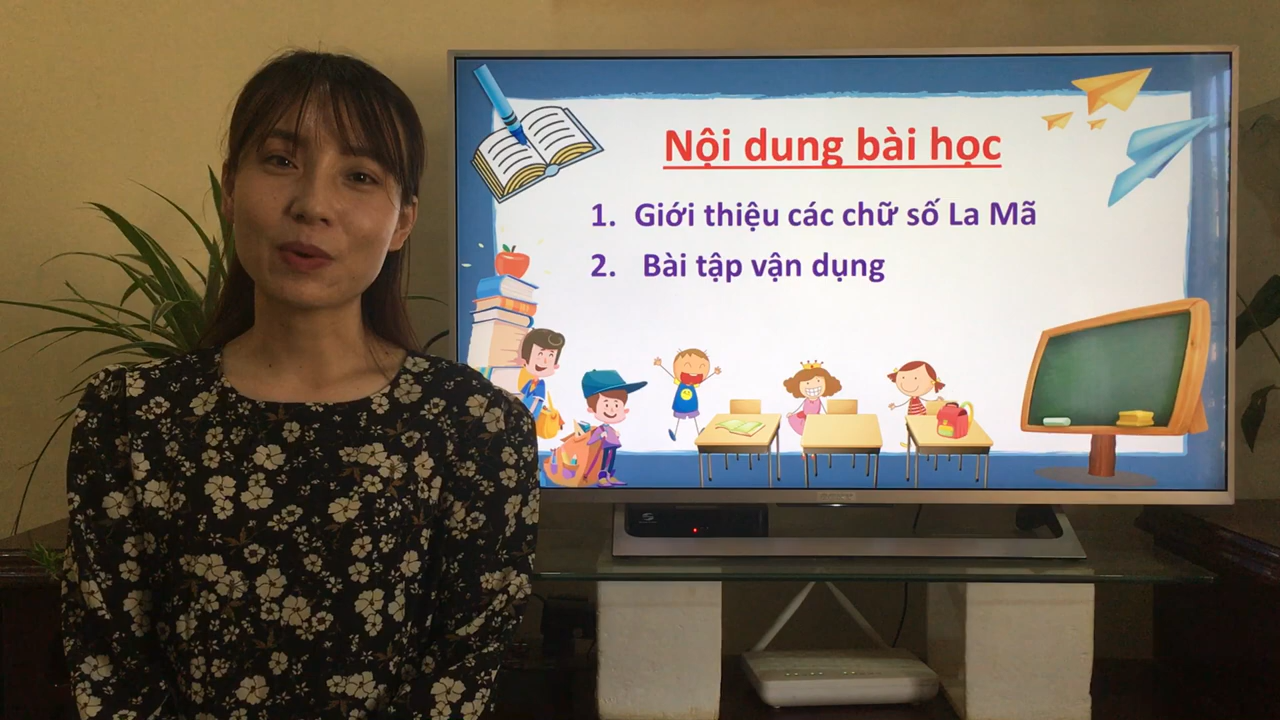 Nội dung bài học
1. Giới thiệu các chữ số La Mã
2. Bài tập vận dụng